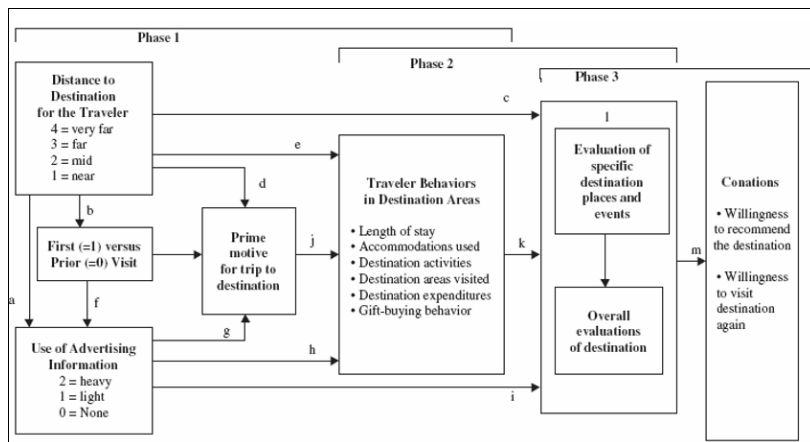 Phase 1
Phase 2
Phase 3
Distance to
Destination
for the Traveler
4 = very far
3 = far
2 = mid
1 = near
c
e
d
b
a
First (=1) versus
Prior (=0) Visit
f
Prime
motive
for trip to
destination
j
g
Use of Advertising
Information
2 = heavy
1 = light
0 = None
h
i
Traveler Behaviors
in Destination Areas
• Length of stay
• Accommodations used
• Destination activities
• Destination areas visited
• Destination expenditures
• Gift-buying behavior
k
l
Evaluation of
specific
destination
places and
events
Overall
evaluations
of destination
m
Conations
• Willingness
to recommend
the destination
• Willingness
to visit
destination
again